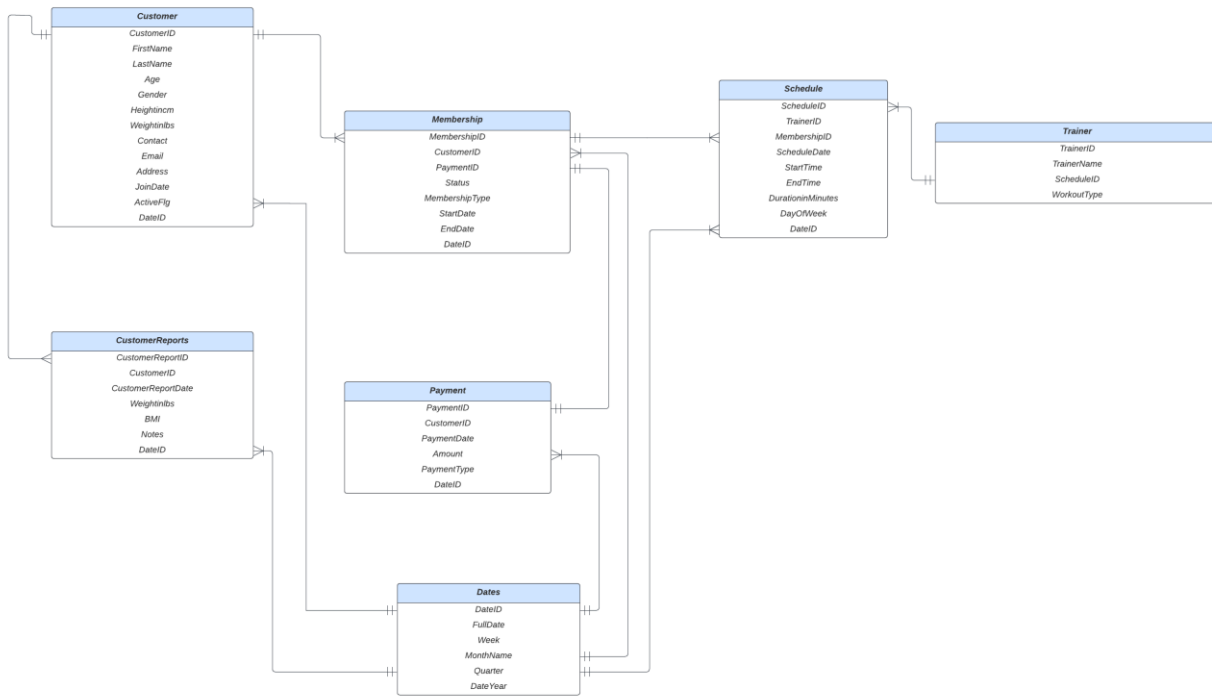 Customer
CustomerID
FirstName
LastName
Age
Gender
Heightincm
Weightinlbs
Contact
Email
Address
JoinDate
ActiveFlg
DateID
Membership
MembershipID
CustomerID
PaymentID
Status
MembershipType
StartDate
EndDate
DateID
Schedule
ScheduleID
TrainerID
MembershipID
ScheduleDate
StartTime
EndTime
DurationinMinutes
DayOfWeek
DateID
Trainer
TrainerID
TrainerName
ScheduleID
WorkoutType
CustomerReports
CustomerReportID
CustomerID
CustomerReportDate
Weightinlbs
BMI
Notes
DateID
Payment
PaymentID
CustomerID
PaymentDate
Amount
PaymentType
DateID
Dates
DateID
FullDate
Week
MonthName
Quarter
DateYear